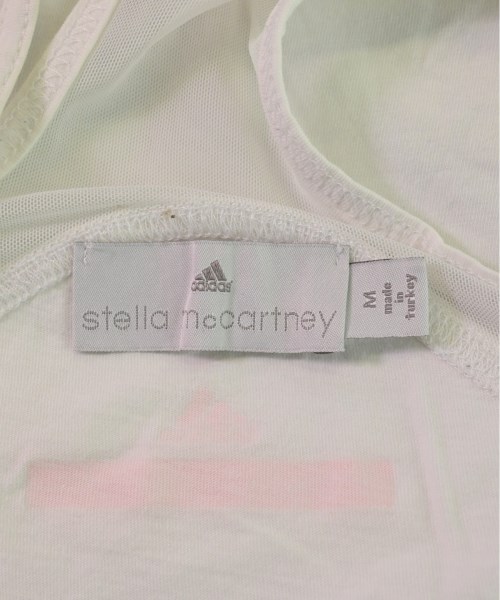 adidas
stella mccartney
M
made
in
turkey